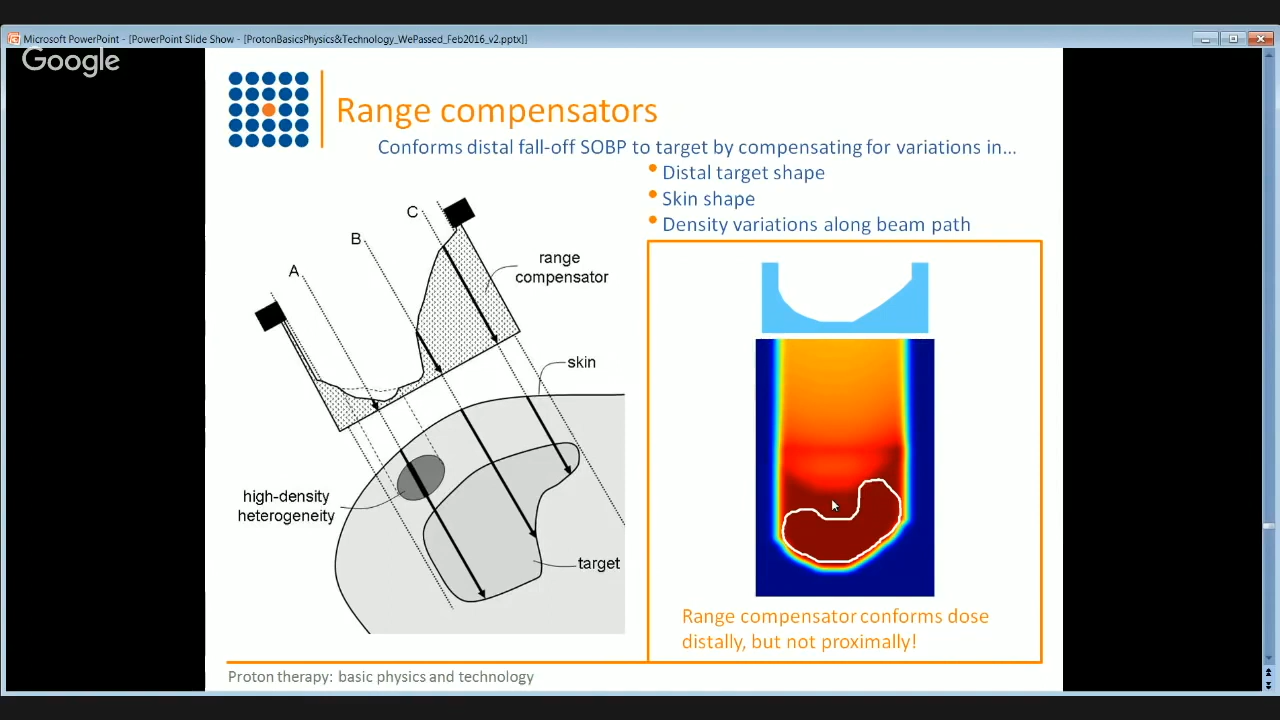 Microsoft PowerPoint - [PowerPoint Slide Show - [ProtonBasicsPhysics&Technology_WePassed_Feb2016_v2.pptx]]
Google
Range compensators
Conforms distal fall-off SOBP to target by compensating for variations in...
• Distal target shape
• Skin shape
• Density variations along beam path
C
B
A
range
compensator
skin
high-density
heterogeneity
target
Range compensator conforms dose
distally, but not proximally!
Proton therapy: basic physics and technology